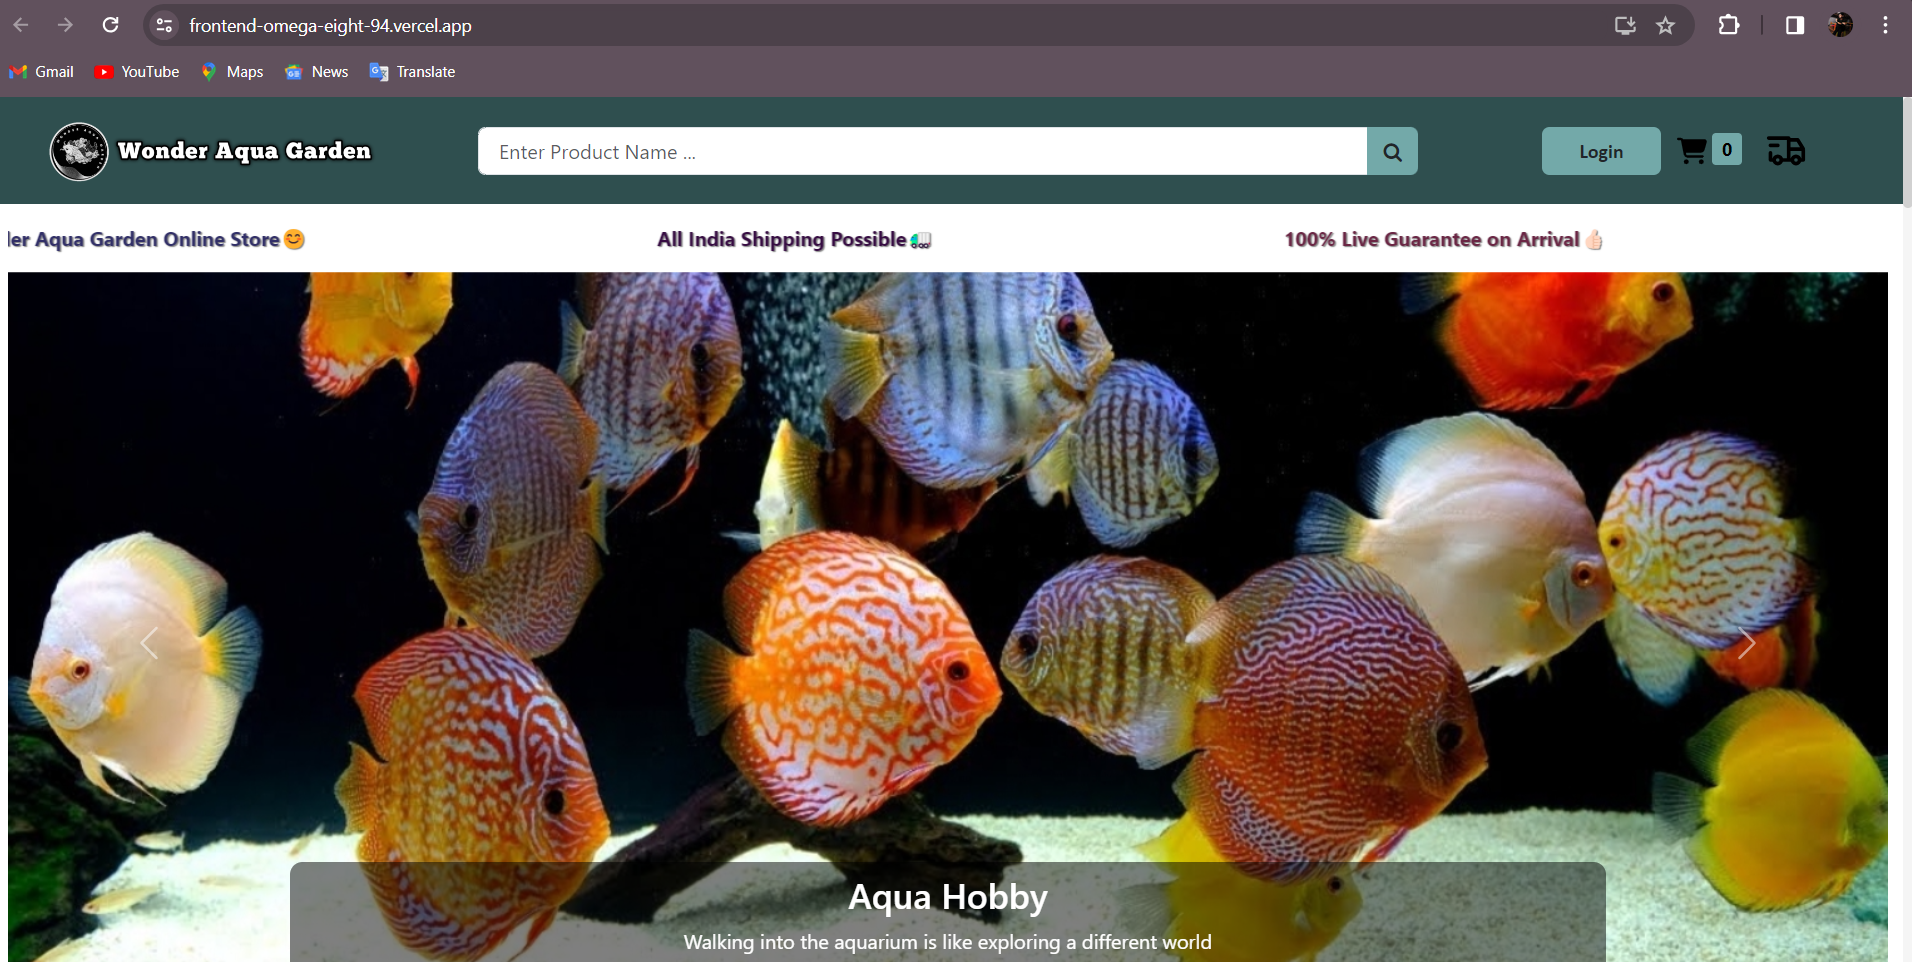 frontend-omega-eight-94.vercel.app
Gmail YouTube Maps News Translate
Wonder Aqua Garden
Enter Product Name ...
Login
0
Aqua Garden Online Store😊 All India Shipping Possible🚛 100% Live Guarantee on Arrival👍🏻
Aqua Hobby
Walking into the aquarium is like exploring a different world